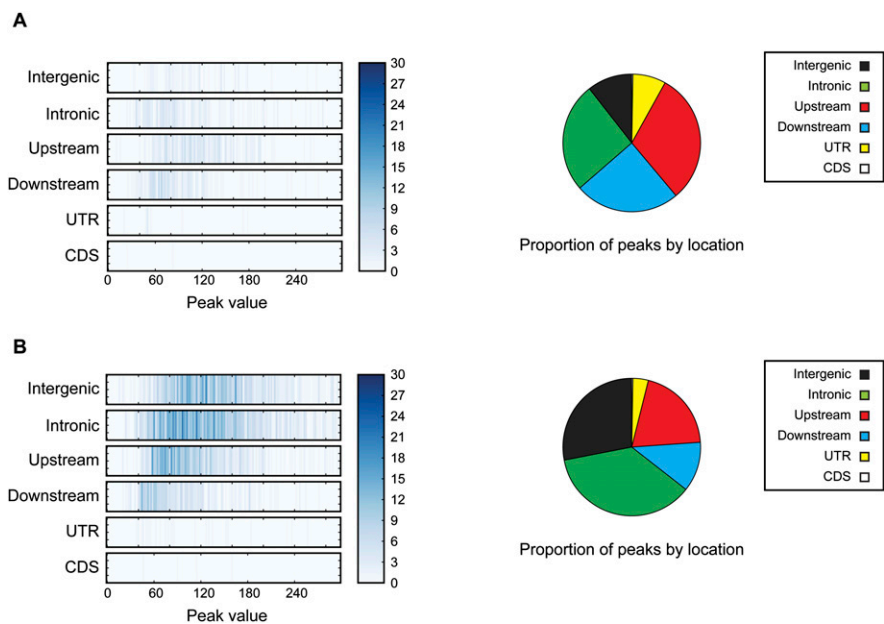 A
Intergenic
Intronic
Upstream
Downstream
UTR
CDS
0 60 120 180 240
Peak value
30
27
24
21
18
15
12
9
6
3
0
Proportion of peaks by location
Intergenic
Intronic
Upstream
Downstream
UTR
CDS
B
Intergenic
Intronic
Upstream
Downstream
UTR
CDS
0 60 120 180 240
Peak value
30
27
24
21
18
15
12
9
6
3
0
Proportion of peaks by location
Intergenic
Intronic
Upstream
Downstream
UTR
CDS